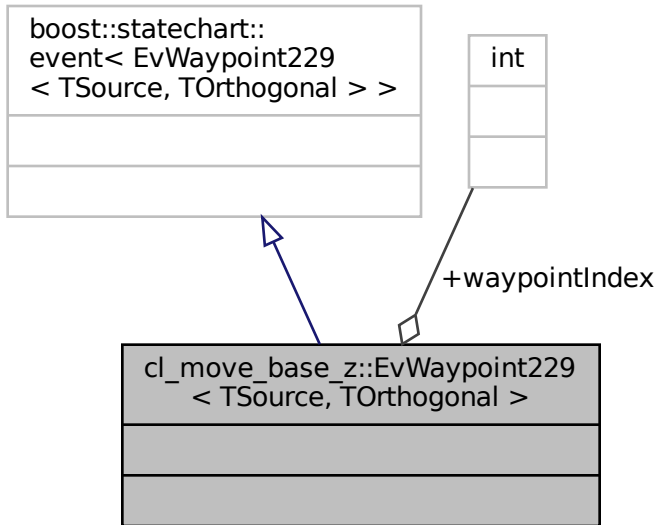 boost::statechart::
event< EvWaypoint229
< TSource, TOrthogonal > >
int
+waypointIndex
cl_move_base_z::EvWaypoint229
< TSource, TOrthogonal >